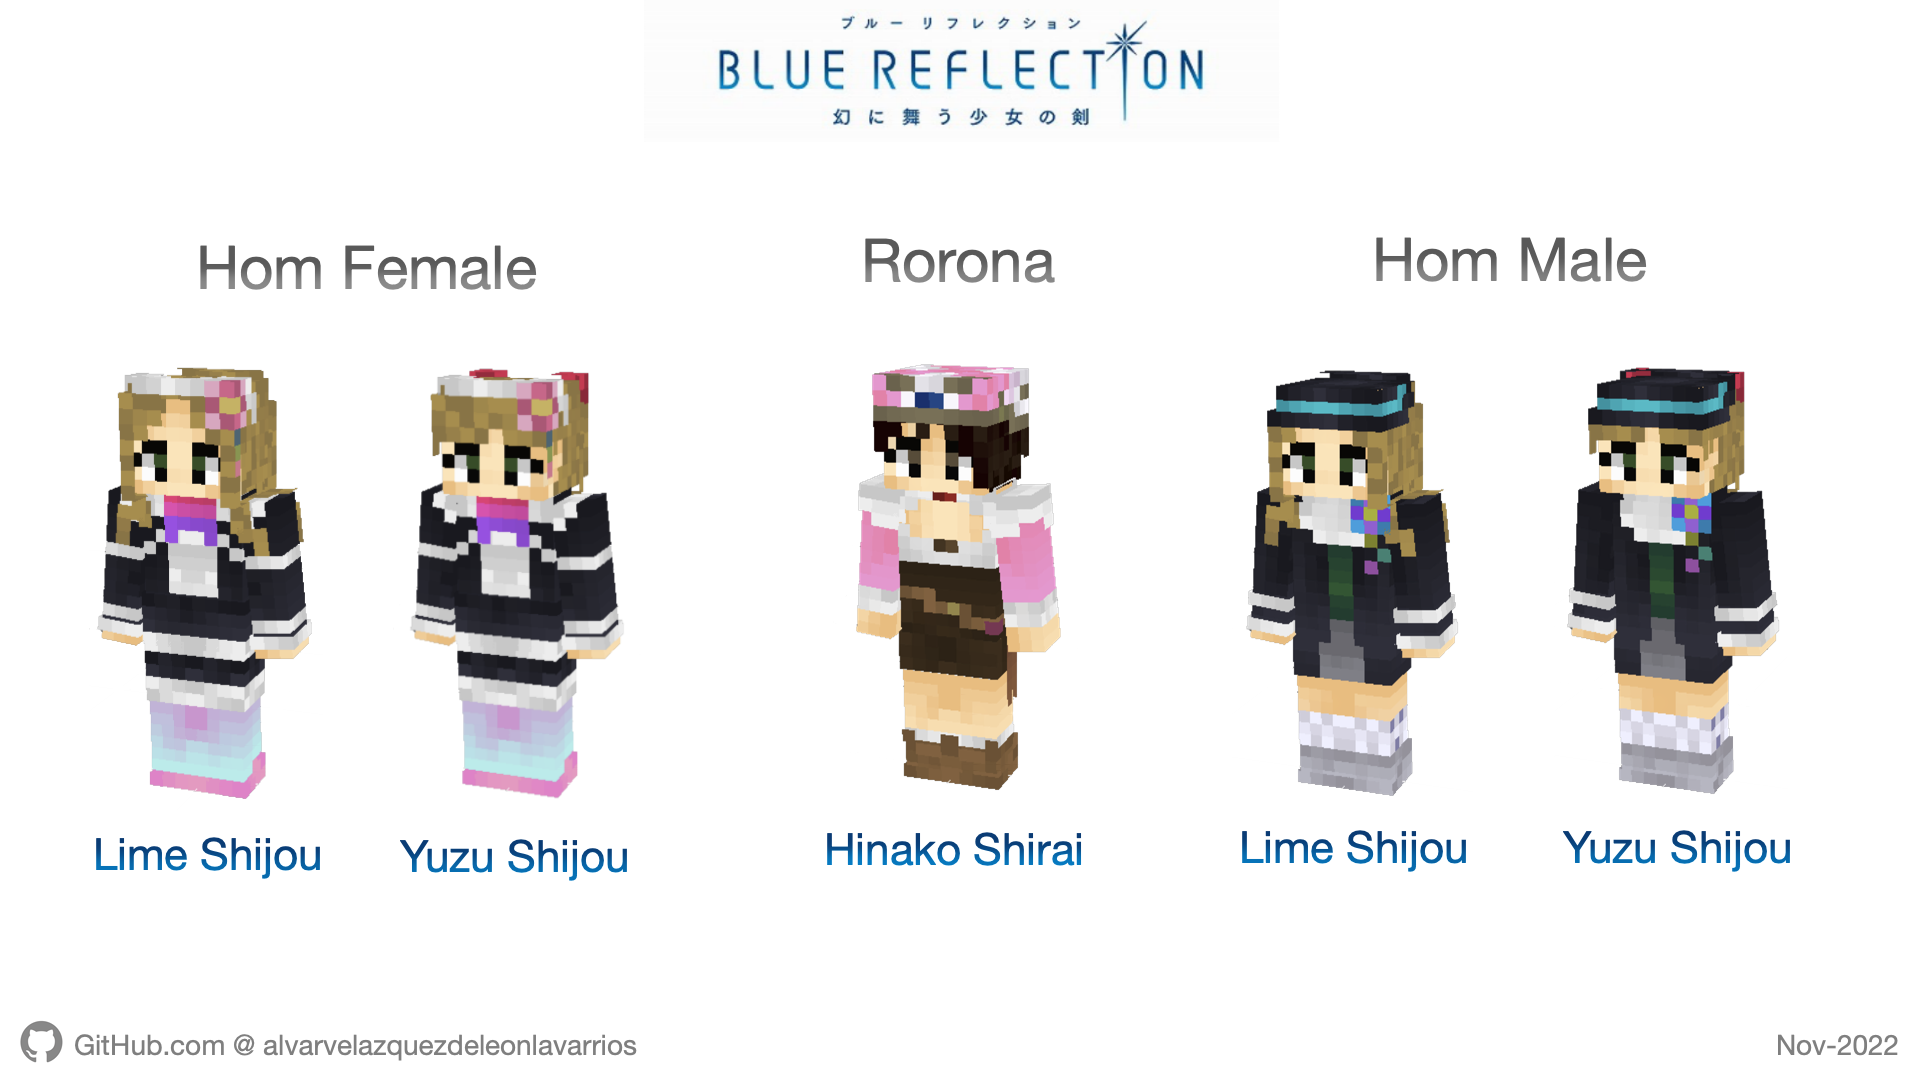 ブルー リフレクション
BLUE REFLECTION
幻に舞う少女の剣
Hom Female
Rorona
Hom Male
Lime Shijou
Yuzu Shijou
Hinako Shirai
Lime Shijou
Yuzu Shijou
GitHub.com @ alvarvelazquezdeleonlavarrios
Nov-2022